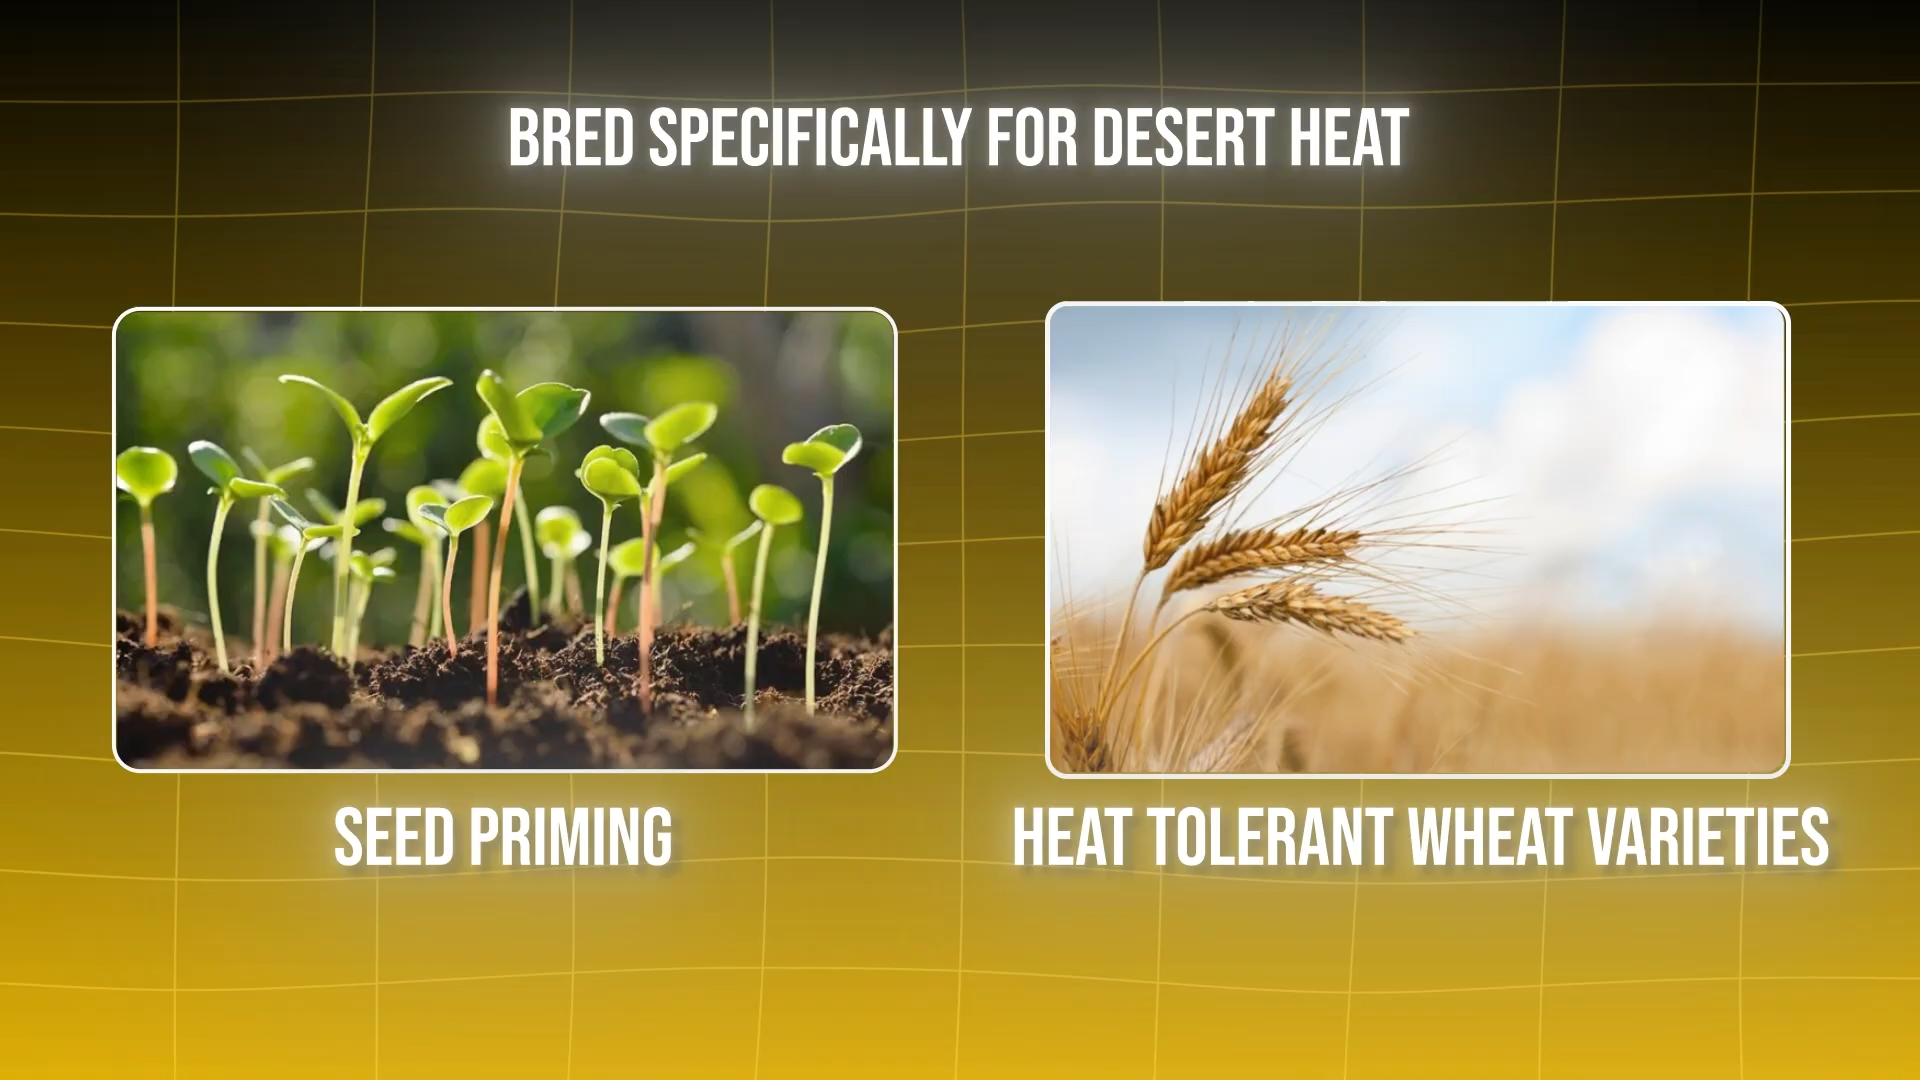 BRED SPECIFICALLY FOR DESERT HEAT
SEED PRIMING
HEAT TOLERANT WHEAT VARIETIES